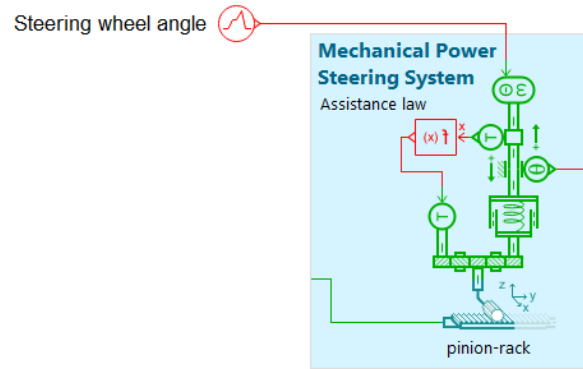 Steering wheel angle
Mechanical Power
Steering System
Assistance law
ω Θ
f(x)
x
T
Θ
T
z
y
x
pinion-rack